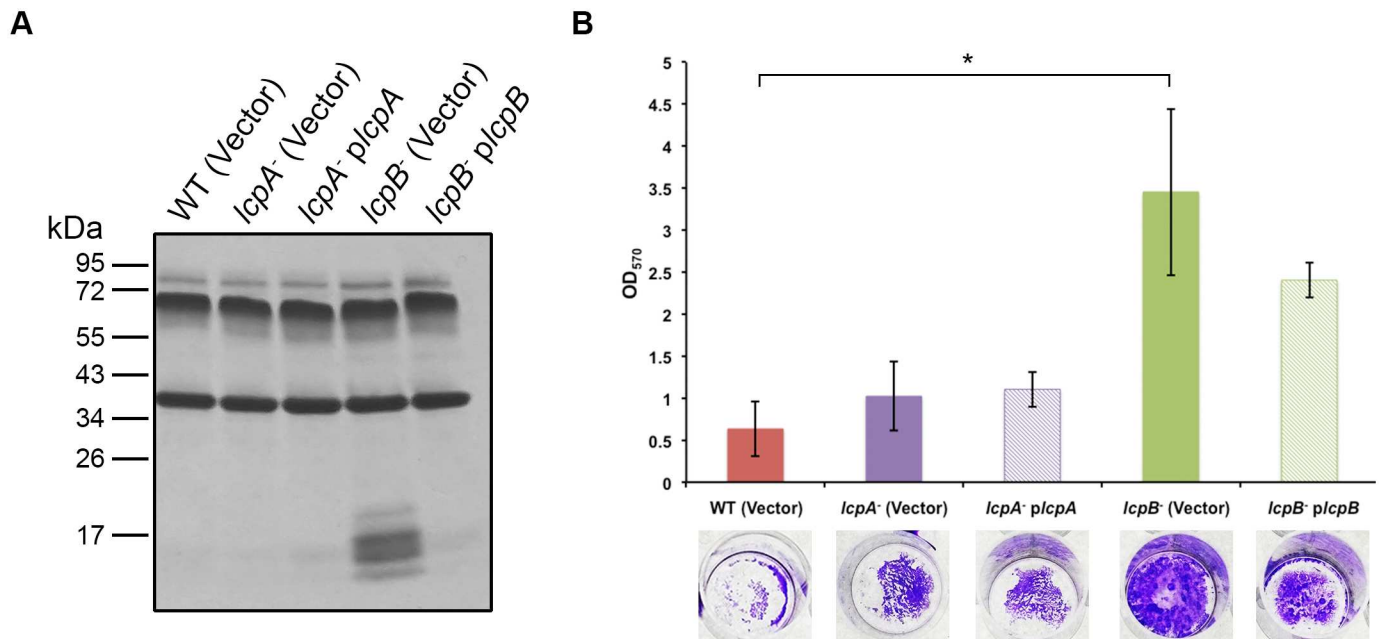 A
WT (Vector)
lcpA- (Vector)
lcpA- plcpA
lcpB- (Vector)
lcpB- plcpB
kDa
95
72
55
43
34
26
17
B
*
5
4.5
4
3.5
3
2.5
2
1.5
1
0.5
0
OD570
WT (Vector) lcpA- (Vector) lcpA- plcpA lcpB- (Vector) lcpB- plcpB